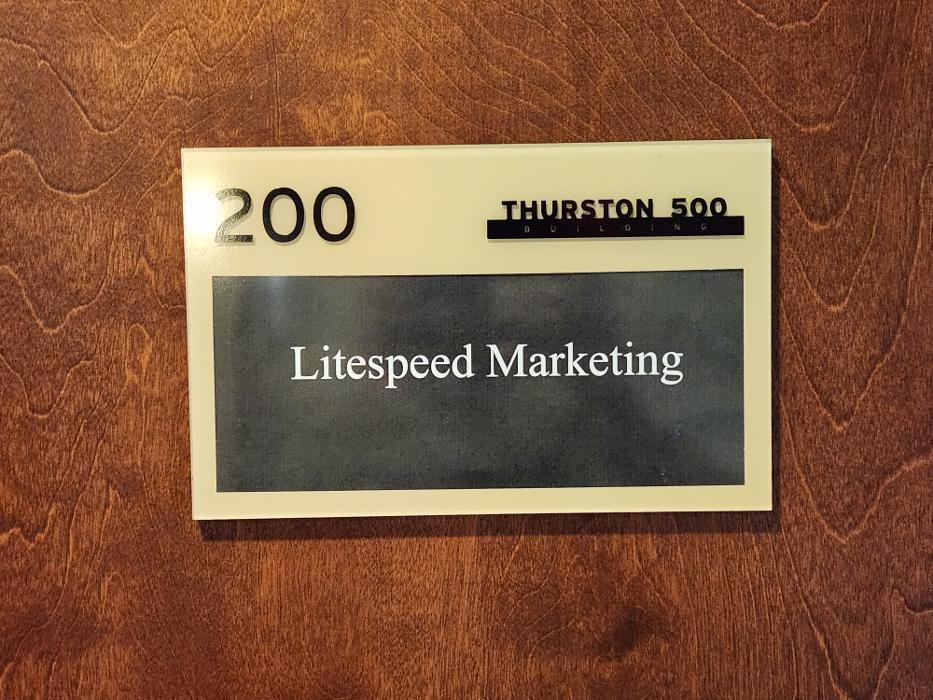 200
THURSTON 500
BUILDING
Litespeed Marketing